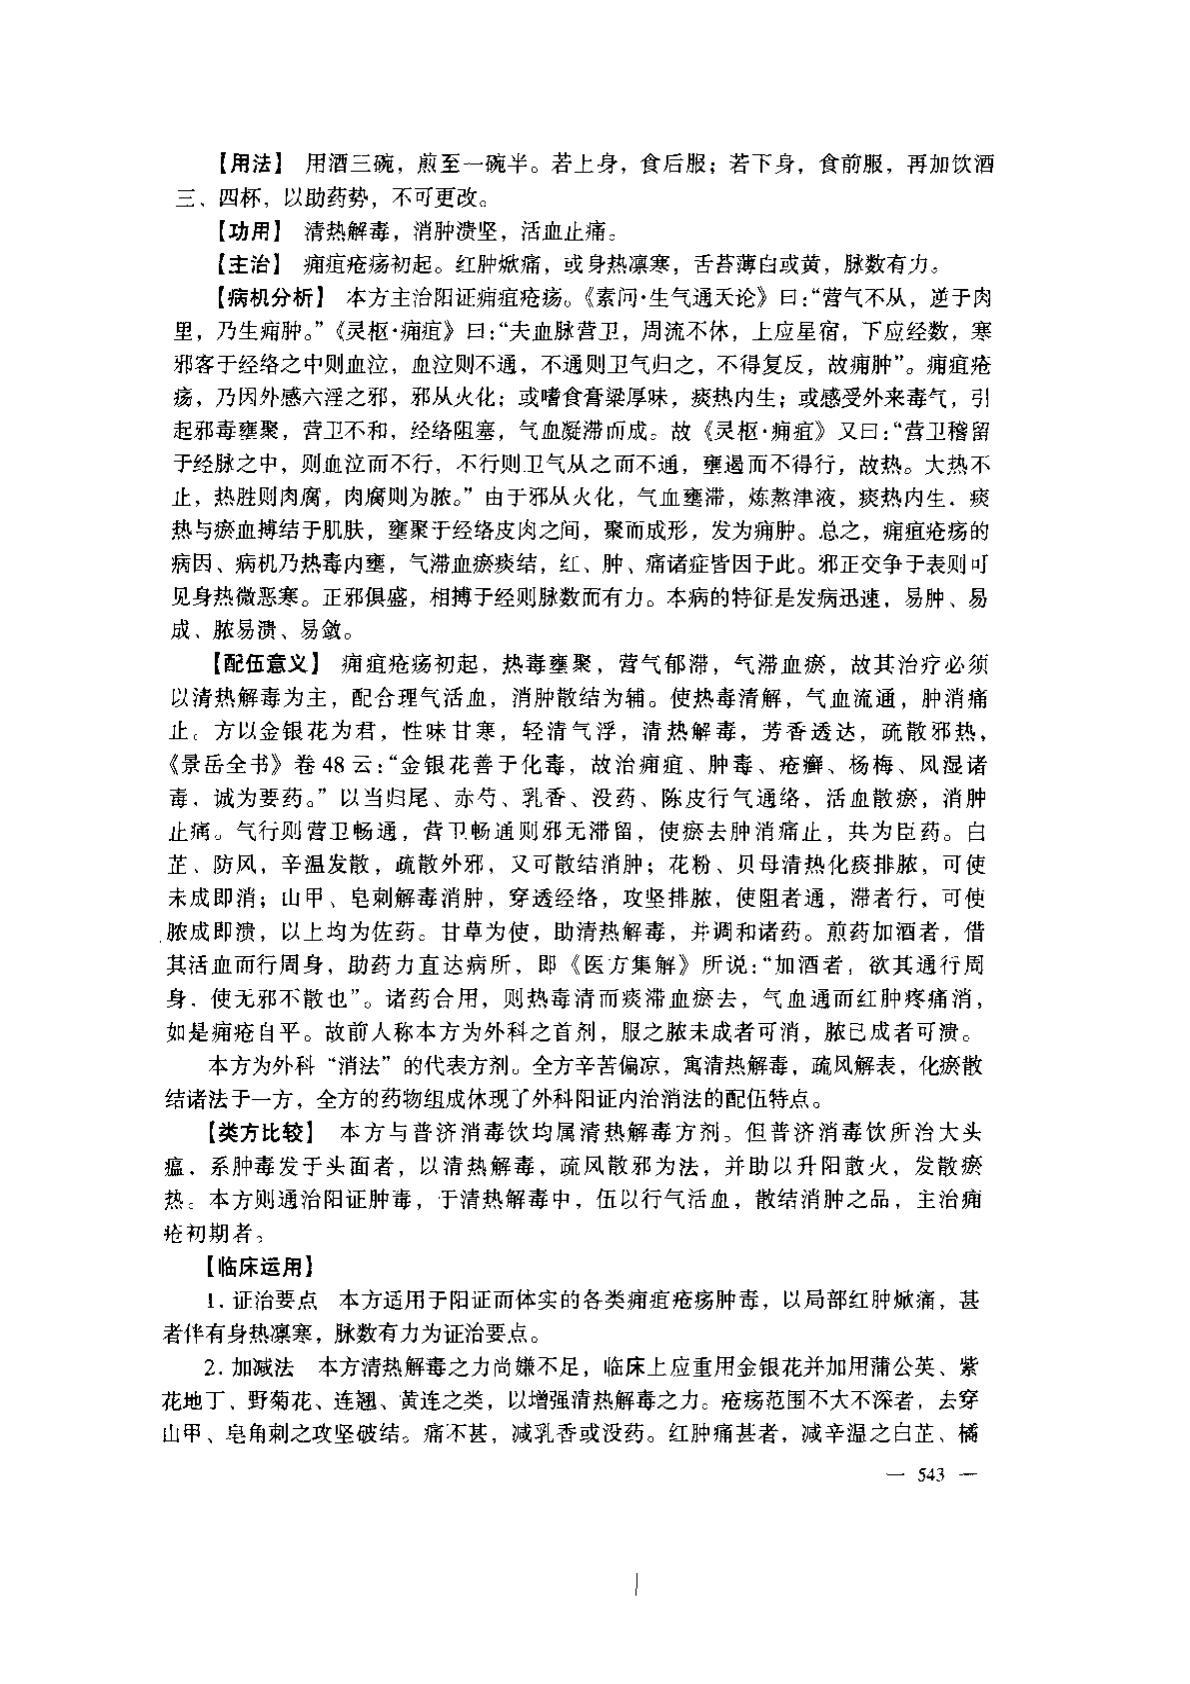 【用法】 用酒三碗，煎至一碗半。若上身，食后服；若下身，食前服，再加饮酒
三、四杯，以助药势，不可更改。
【功用】 清热解毒，消肿溃坚，活血止痛。
【主治】 痈疽疮疡初起。红肿焮痛，或身热凛寒，舌苔薄白或黄，脉数有力。
【病机分析】 本方主治阳证痈疽疮疡。《素问·生气通天论》曰：“营气不从，逆于肉
里，乃生痈肿。”《灵枢·痈疽》曰：“夫血脉营卫，周流不休，上应星宿，下应经数，寒
邪客于经络之中则血泣，血泣则不通，不通则卫气归之，不得复反，故痈肿”。痈疽疮
疡，乃因外感六淫之邪，邪从火化；或嗜食膏粱厚味，痰热内生；或感受外来毒气，引
起邪毒壅聚，营卫不和，经络阻塞，气血凝滞而成。故《灵枢·痈疽》又曰：“营卫稽留
于经脉之中，则血泣而不行，不行则卫气从之而不通，壅遏而不得行，故热。大热不
止，热胜则肉腐，肉腐则为脓。”由于邪从火化，气血壅滞，炼熬津液，痰热内生，痰
热与瘀血搏结于肌肤，壅聚于经络皮肉之间，聚而成形，发为痈肿。总之，痈疽疮疡的
病因、病机乃热毒内壅，气滞血瘀痰结，红、肿、痛诸症皆因于此。邪正交争于表则可
见身热微恶寒。正邪俱盛，相搏于经则脉数而有力。本病的特征是发病迅速，易肿、易
成、脓易溃、易敛。
【配伍意义】 痈疽疮疡初起，热毒壅聚，营气郁滞，气滞血瘀，故其治疗必须
以清热解毒为主，配合理气活血，消肿散结为辅。使热毒清解，气血流通，肿消痛
止。方以金银花为君，性味甘寒，轻清气浮，清热解毒，芳香透达，疏散邪热，
《景岳全书》卷 48 云：“金银花善于化毒，故治痈疽、肿毒、疮癣、杨梅、风湿诸
毒，诚为要药。”以当归尾、赤芍、乳香、没药、陈皮行气通络，活血散瘀，消肿
止痛。气行则营卫畅通，营卫畅通则邪无滞留，使瘀去肿消痛止，共为臣药。白
芷、防风，辛温发散，疏散外邪，又可散结消肿；花粉、贝母清热化痰排脓，可使
未成即消；山甲、皂刺解毒消肿，穿透经络，攻坚排脓，使阻者通，滞者行，可使
脓成即溃，以上均为佐药。甘草为使，助清热解毒，并调和诸药。煎药加酒者，借
其活血而行周身，助药力直达病所，即《医方集解》所说：“加酒者，欲其通行周
身，使无邪不散也”。诸药合用，则热毒清而痰滞血瘀去，气血通而红肿疼痛消，
如是痈疮自平。故前人称本方为外科之首剂，服之脓未成者可消，脓已成者可溃。
本方为外科“消法”的代表方剂。全方辛苦偏凉，寓清热解毒，疏风解表，化瘀散
结诸法于一方，全方的药物组成体现了外科阳证内治消法的配伍特点。
【类方比较】 本方与普济消毒饮均属清热解毒方剂。但普济消毒饮所治大头
瘟，系肿毒发于头面者，以清热解毒，疏风散邪为法，并助以升阳散火，发散瘀
热。本方则通治阳证肿毒，于清热解毒中，伍以行气活血，散结消肿之品，主治痈
疮初期者。
【临床运用】
1. 证治要点 本方适用于阳证而体实的各类痈疽疮疡肿毒，以局部红肿焮痛，甚
者伴有身热凛寒，脉数有力为证治要点。
2. 加减法 本方清热解毒之力尚嫌不足，临床上应重用金银花并加用蒲公英、紫
花地丁、野菊花、连翘、黄连之类，以增强清热解毒之力。疮疡范围不大不深者，去穿
山甲、皂角刺之攻坚破结。痛不甚，减乳香或没药。红肿痛甚者，减辛温之白芷、橘
— 543 —